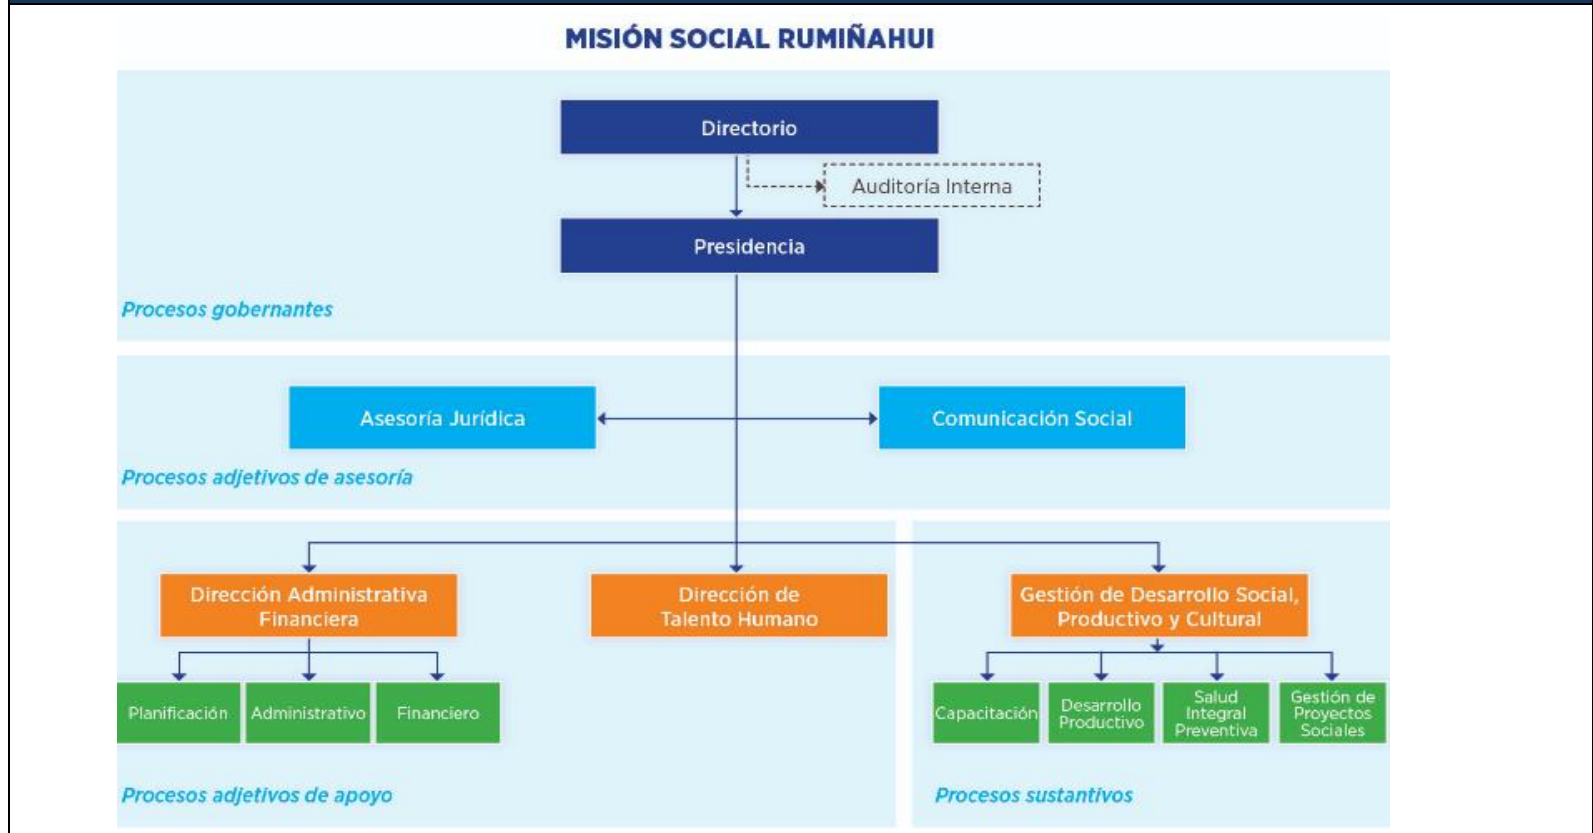 MISIÓN SOCIAL RUMIÑAHUI
Directorio
Auditoría Interna
Presidencia
Procesos gobernantes
Asesoría Jurídica
Comunicación Social
Procesos adjetivos de asesoría
Dirección Administrativa
Financiera
Dirección de
Talento Humano
Gestión de Desarrollo Social,
Productivo y Cultural
Planificación
Administrativo
Financiero
Capacitación
Desarrollo
Productivo
Salud
Integral
Preventiva
Gestión de
Proyectos
Sociales
Procesos adjetivos de apoyo
Procesos sustantivos